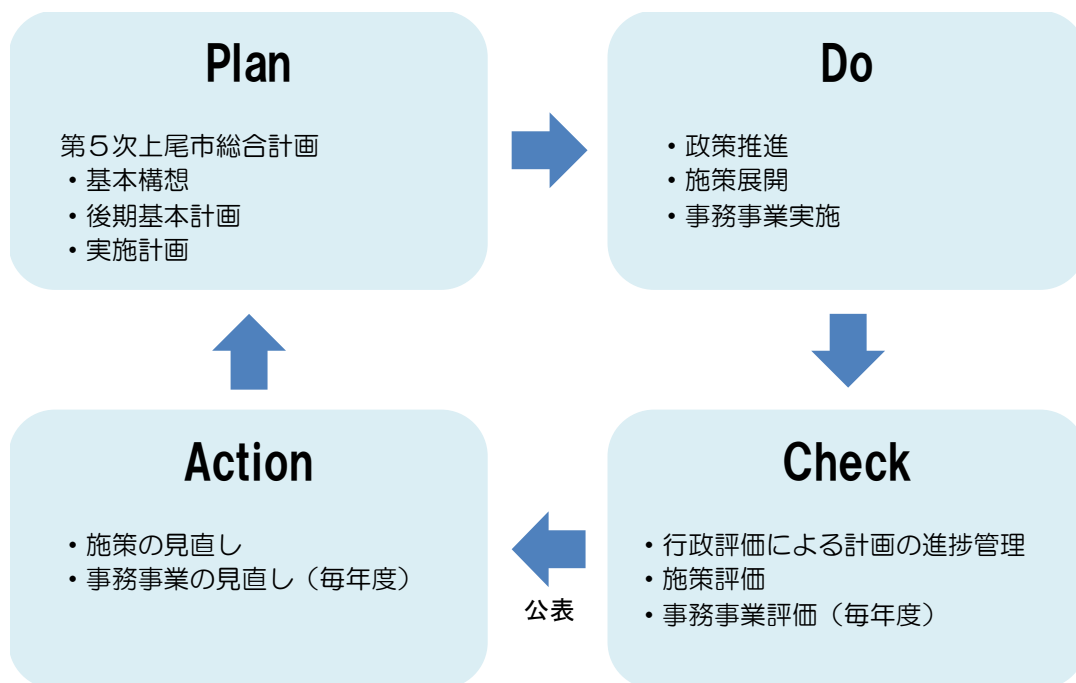 Plan
第5次上尾市総合計画
・基本構想
・後期基本計画
・実施計画
Do
・政策推進
・施策展開
・事務事業実施
Action
・施策の見直し
・事務事業の見直し（毎年度）
公表
Check
・行政評価による計画の進捗管理
・施策評価
・事務事業評価（毎年度）